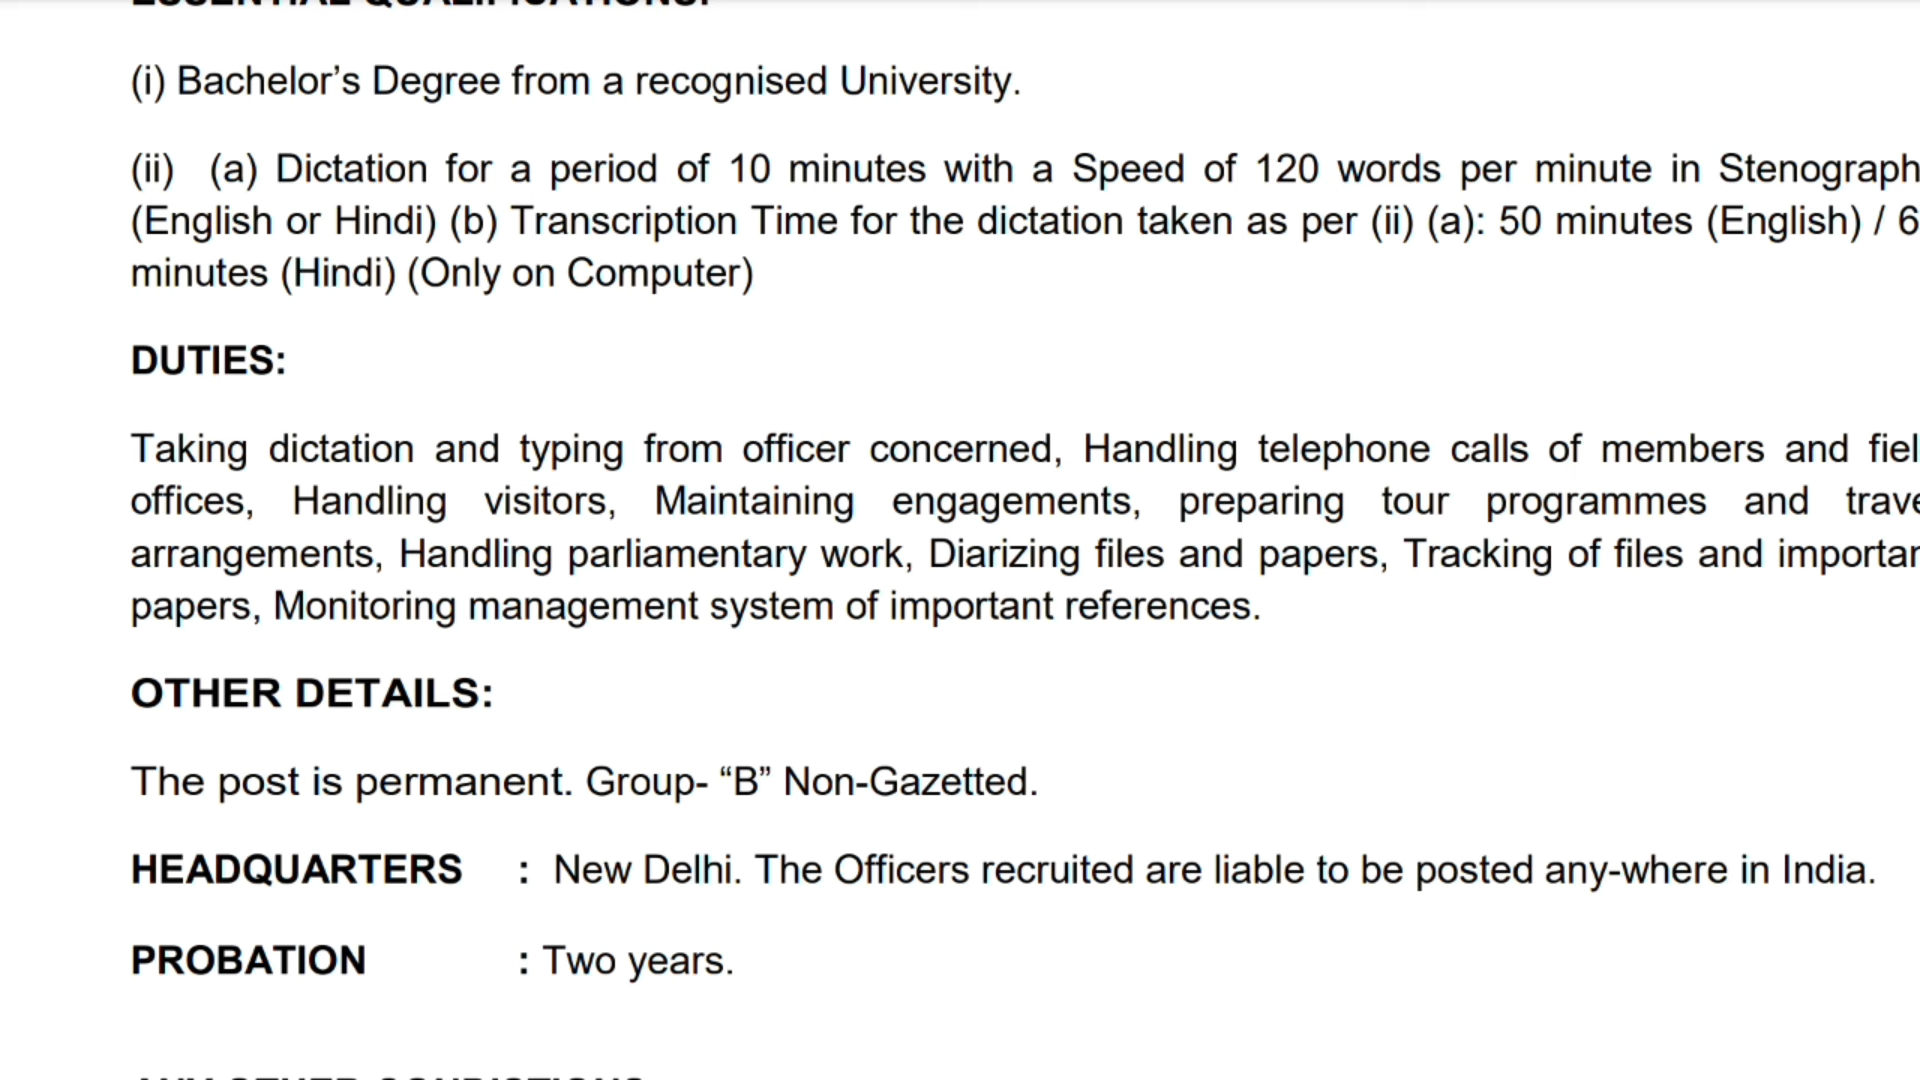 ESSENTIAL QUALIFICATIONS:
(i) Bachelor’s Degree from a recognised University.
(ii) (a) Dictation for a period of 10 minutes with a Speed of 120 words per minute in Stenograph
(English or Hindi) (b) Transcription Time for the dictation taken as per (ii) (a): 50 minutes (English) / 6
minutes (Hindi) (Only on Computer)
DUTIES:
Taking dictation and typing from officer concerned, Handling telephone calls of members and fiel
offices, Handling visitors, Maintaining engagements, preparing tour programmes and trave
arrangements, Handling parliamentary work, Diarizing files and papers, Tracking of files and importan
papers, Monitoring management system of important references.
OTHER DETAILS:
The post is permanent. Group- “B” Non-Gazetted.
HEADQUARTERS : New Delhi. The Officers recruited are liable to be posted any-where in India.
PROBATION : Two years.